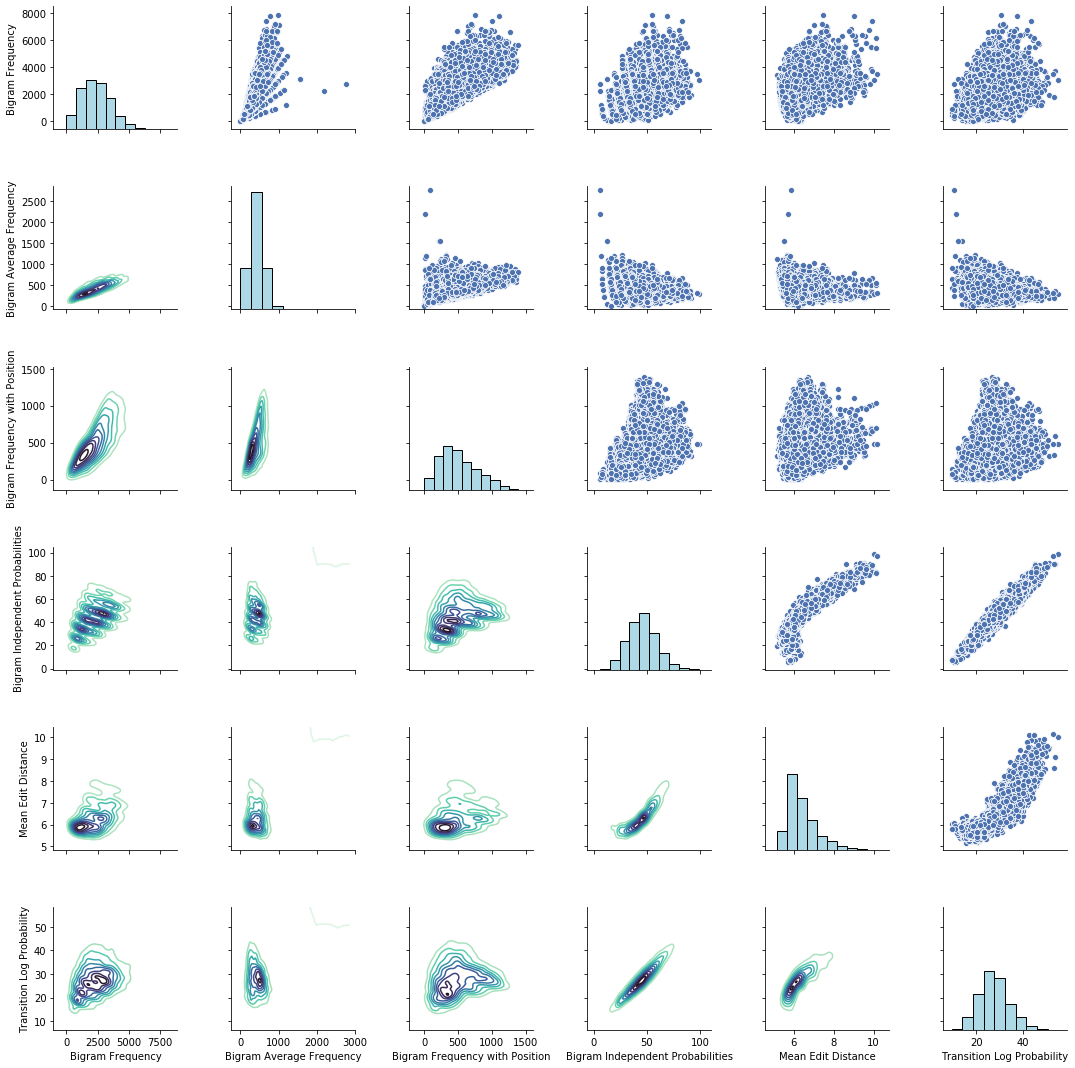 Bigram Frequency
8000
6000
4000
2000
0
Bigram Average Frequency
2500
2000
1500
1000
500
0
Bigram Frequency with Position
1500
1000
500
0
Bigram Independent Probabilities
100
80
60
40
20
0
Mean Edit Distance
10
9
8
7
6
5
Transition Log Probability
50
40
30
20
10
0 2500 5000 7500
0 1000 2000 3000
0 500 1000 1500
0 50 100
6 8 10
20 40
Bigram Frequency
Bigram Average Frequency
Bigram Frequency with Position
Bigram Independent Probabilities
Mean Edit Distance
Transition Log Probability